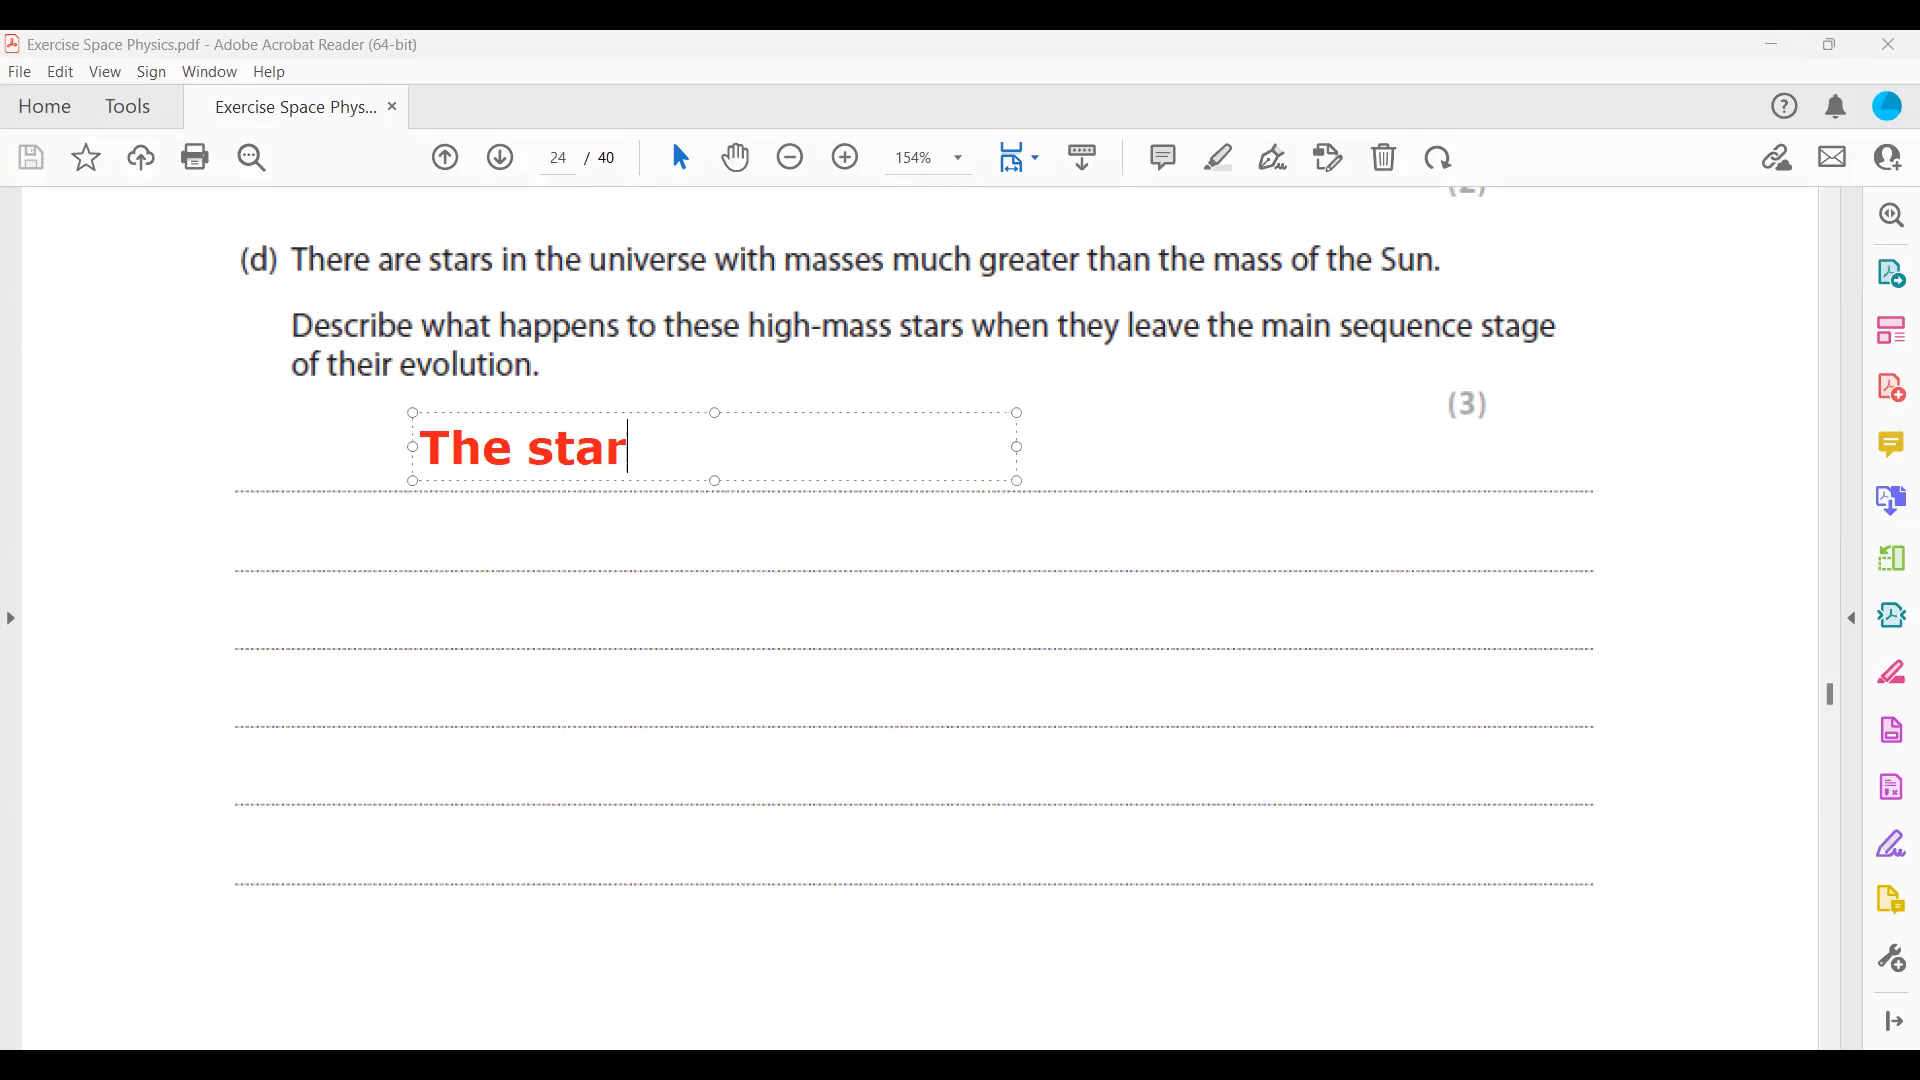 Exercise Space Physics.pdf - Adobe Acrobat Reader (64-bit)
File Edit View Sign Window Help
Home Tools Exercise Space Phys... ×
24 / 40 154%
(2)
(d) There are stars in the universe with masses much greater than the mass of the Sun.
Describe what happens to these high-mass stars when they leave the main sequence stage
of their evolution.
(3)
The star